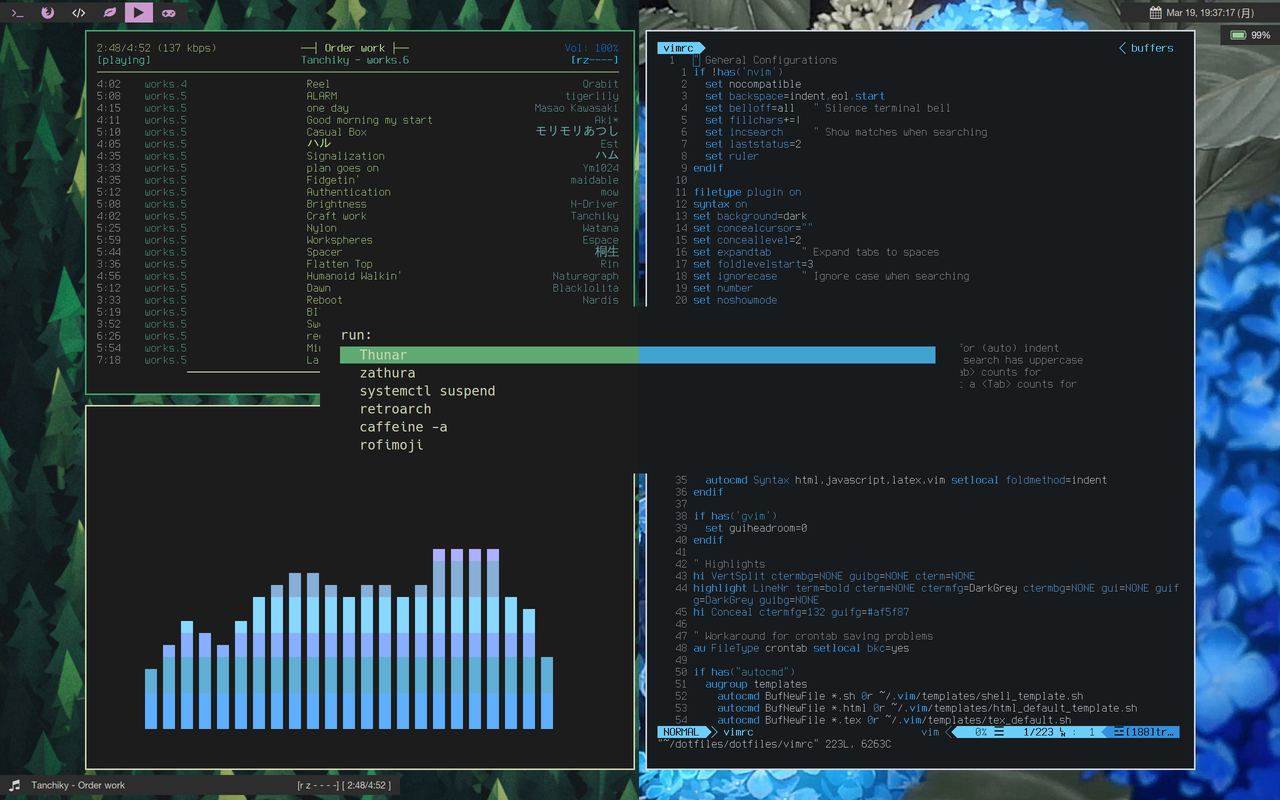 >_ </>
Mar 19, 19:37:17 (月)
99%
2:48/4:52 (137 kbps) ──┤ Order work ├── Vol: 100%
[playing] Tanchiky - works.6 [rz----]
4:02 works.4 Reel Qrabit
5:08 works.5 ALARM tigerlily
4:15 works.5 one day Masao Kawasaki
4:11 works.5 Good morning my start Aki*
5:10 works.5 Casual Box モリモリあつし
4:05 works.5 ハル Est
4:35 works.5 Signalization ハム
3:33 works.5 plan goes on Ym1024
4:35 works.5 Fidgetin' maidable
5:12 works.5 Authentication mow
5:08 works.5 Brightness N-Driver
4:02 works.5 Craft work Tanchiky
5:25 works.5 Nylon Watana
5:59 works.5 Workspheres Espace
5:44 works.5 Spacer 桐生
3:36 works.5 Flatten Top Rin
4:56 works.5 Humanoid Walkin' Naturegraph
5:12 works.5 Dawn Blacklolita
3:33 works.5 Reboot Nardis
5:19 works.5 BI
3:52 works.5
6:26 works.5
5:54 works.5
7:18 works.5 La
run:
Thunar
zathura
systemctl suspend
retroarch
caffeine -a
rofimoji
vimrc buffers
1 " General Configurations
1 if !has('nvim')
2 set nocompatible
3 set backspace=indent,eol,start
4 set belloff=all " Silence terminal bell
5 set fillchars+=!
6 set incsearch " Show matches when searching
7 set laststatus=2
8 set ruler
9 endif
10
11 filetype plugin on
12 syntax on
13 set background=dark
14 set concealcursor=""
15 set conceallevel=2
16 set expandtab " Expand tabs to spaces
17 set foldlevelstart=3
18 set ignorecase " Ignore case when searching
19 set number
20 set noshowmode
for (auto) indent
search has uppercase
ab> counts for
: a <Tab> counts for
35 autocmd Syntax html,javascript,latex,vim setlocal foldmethod=indent
36 endif
37
38 if has('gvim')
39 set guiheadroom=0
40 endif
41
42 " Highlights
43 hi VertSplit ctermbg=NONE guibg=NONE cterm=NONE
44 highlight LineNr term=bold cterm=NONE ctermfg=DarkGrey ctermbg=NONE gui=NONE guif
g=DarkGrey guibg=NONE
45 hi Conceal ctermfg=132 guifg=#af5f87
46
47 " Workaround for crontab saving problems
48 au FileType crontab setlocal bkc=yes
49
50 if has("autocmd")
51 augroup templates
52 autocmd BufNewFile *.sh 0r ~/.vim/templates/shell_template.sh
53 autocmd BufNewFile *.html 0r ~/.vim/templates/html_default_template.sh
54 autocmd BufNewFile *.tex 0r ~/.vim/templates/tex_default.sh
NORMAL vimrc vim 0% ☰ 1/223 : 1 ☲[188]tr…
"~/dotfiles/dotfiles/vimrc" 223L, 6263C
Tanchiky - Order work [r z - - - -] [ 2:48/4:52 ]